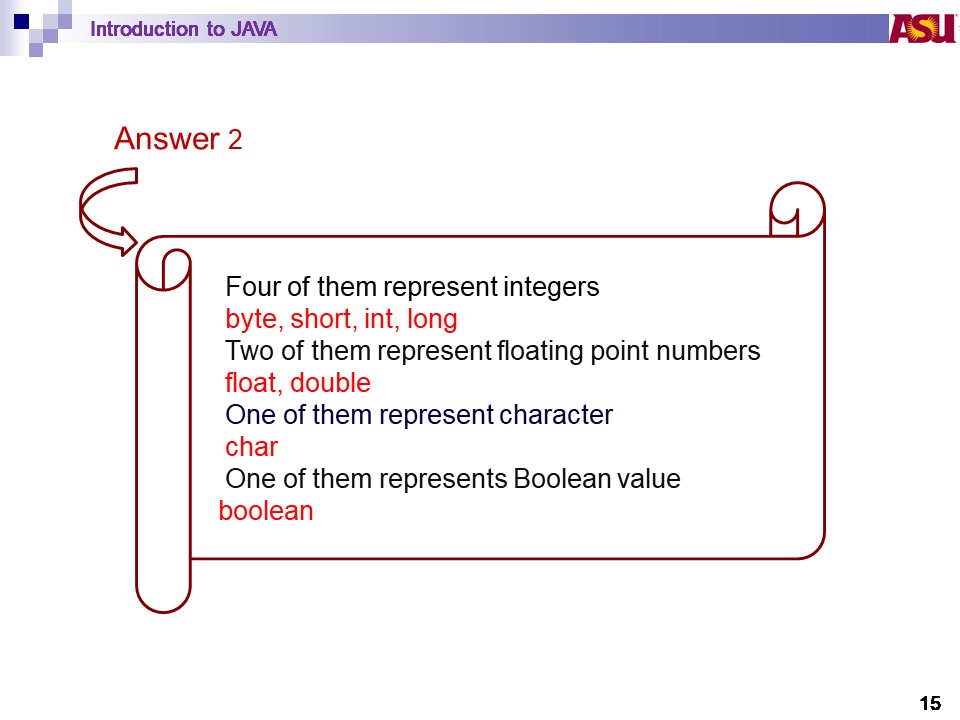 Introduction to JAVA
ASU
Answer 2
Four of them represent integers
byte, short, int, long
Two of them represent floating point numbers
float, double
One of them represent character
char
One of them represents Boolean value
boolean
15